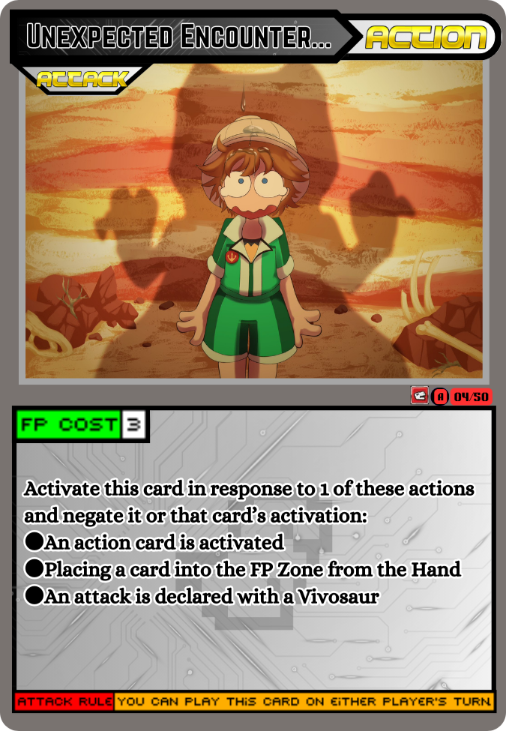 Unexpected Encounter...
ACTION
ATTACK
A 04/50
FP COST 3
Activate this card in response to 1 of these actions
and negate it or that card's activation:
●An action card is activated
●Placing a card into the FP Zone from the Hand
●An attack is declared with a Vivosaur
ATTACK RULE YOU CAN PLAY THIS CARD ON EITHER PLAYER'S TURN.